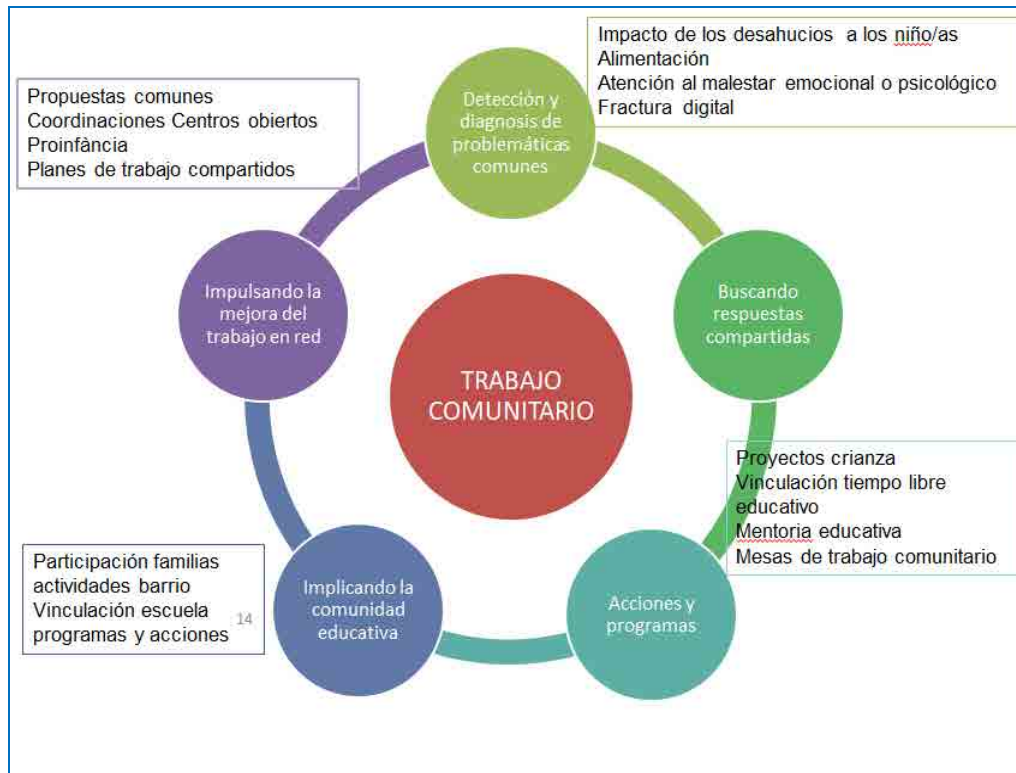 Impacto de los desahucios a los niño/as
Alimentación
Atención al malestar emocional o psicológico
Fractura digital
Propuestas comunes
Coordinaciones Centros obiertos
Proinfància
Planes de trabajo compartidos
Detección y
diagnosis de
problemáticas
comunes
Impulsando la
mejora del
trabajo en red
Buscando
respuestas
compartidas
TRABAJO
COMUNITARIO
Proyectos crianza
Vinculación tiempo libre
educativo
Mentoria educativa
Mesas de trabajo comunitario
Participación familias
actividades barrio
Vinculación escuela
programas y acciones
14
Implicando la
comunidad
educativa
Acciones y
programas